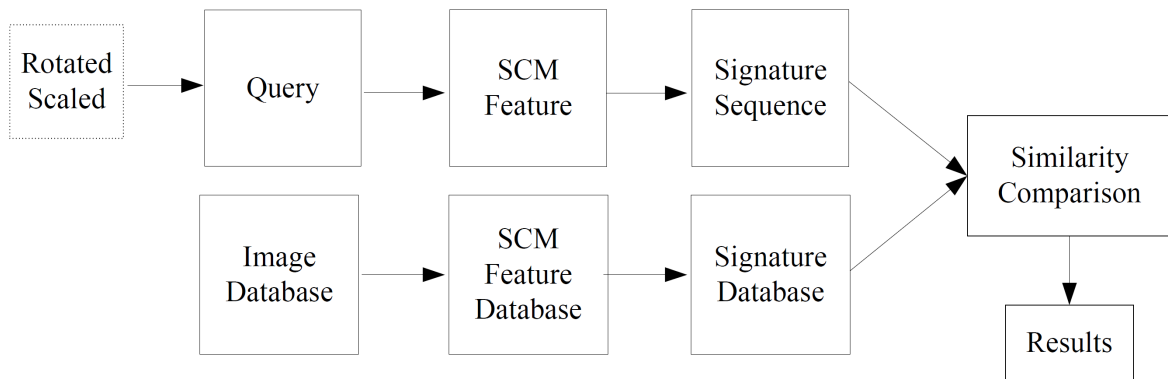 Rotated
Scaled
Query
SCM
Feature
Signature
Sequence
Similarity
Comparison
Image
Database
SCM
Feature
Database
Signature
Database
Results